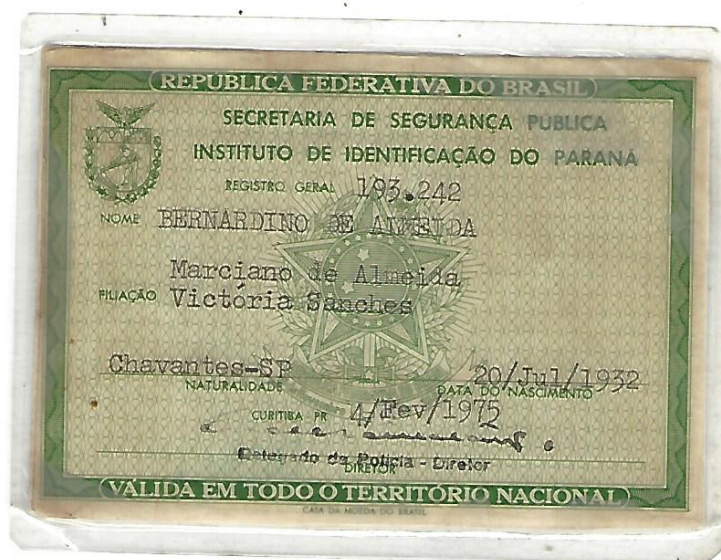 REPÚBLICA FEDERATIVA DO BRASIL
SECRETARIA DE SEGURANÇA PÚBLICA
INSTITUTO DE IDENTIFICAÇÃO DO PARANÁ
REGISTRO GERAL 193.242
NOME BERNARDINO DE ALMEIDA
Marciano de Almeida
FILIAÇÃO Victória Sanches
Chavantes-SP 20/Jul/1932
NATURALIDADE DATA DO NASCIMENTO
CURITIBA PR 4/Fev/1975
Delegado de Polícia - Diretor
DIRETOR
VÁLIDA EM TODO O TERRITÓRIO NACIONAL
CASA DA MOEDA DO BRASIL